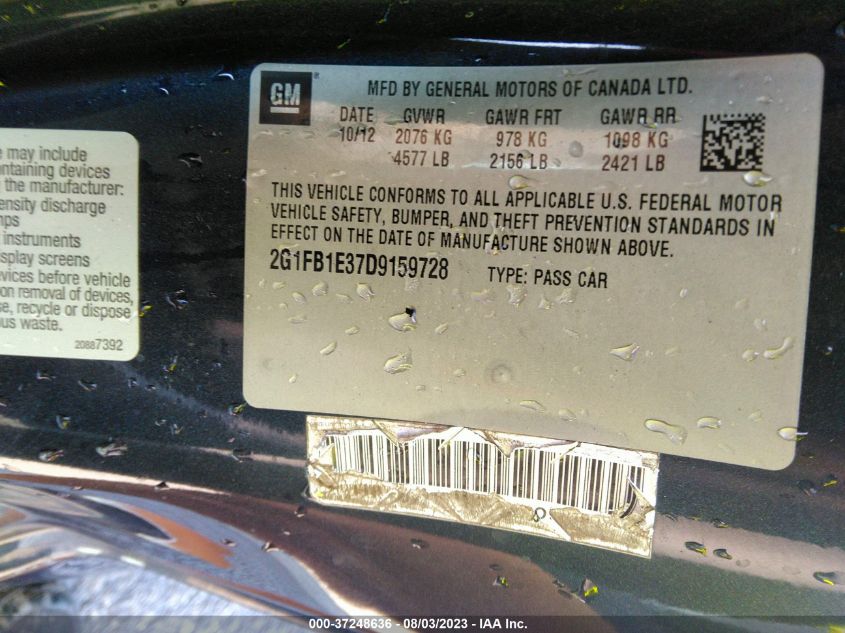 e may include
ntaining devices
the manufacturer:
ensity discharge
mps
instruments
splay screens
evices before vehicle
on removal of devices,
se, recycle or dispose
ous waste.
20887392
GM
MFD BY GENERAL MOTORS OF CANADA LTD.
DATE GVWR GAWR FRT GAWR RR
10/12 2076 KG 978 KG 1098 KG
4577 LB 2156 LB 2421 LB
THIS VEHICLE CONFORMS TO ALL APPLICABLE U.S. FEDERAL MOTOR
VEHICLE SAFETY, BUMPER, AND THEFT PREVENTION STANDARDS IN
EFFECT ON THE DATE OF MANUFACTURE SHOWN ABOVE.
2G1FB1E37D9159728 TYPE: PASS CAR
000-37248636 - 08/03/2023 - IAA Inc.